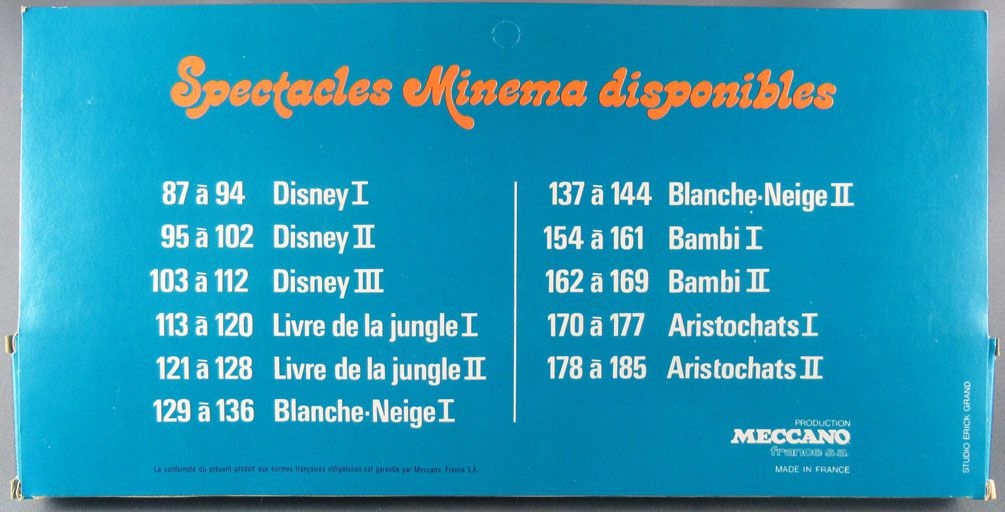 Spectacles Minema disponibles
87 à 94 Disney I
95 à 102 Disney II
103 à 112 Disney III
113 à 120 Livre de la jungle I
121 à 128 Livre de la jungle II
129 à 136 Blanche-Neige I
137 à 144 Blanche-Neige II
154 à 161 Bambi I
162 à 169 Bambi II
170 à 177 Aristochats I
178 à 185 Aristochats II
PRODUCTION
MECCANO
france s.a.
MADE IN FRANCE
La conformité du présent produit aux normes françaises obligatoires est garantie par Meccano France S.A.
STUDIO ERICK GRAND